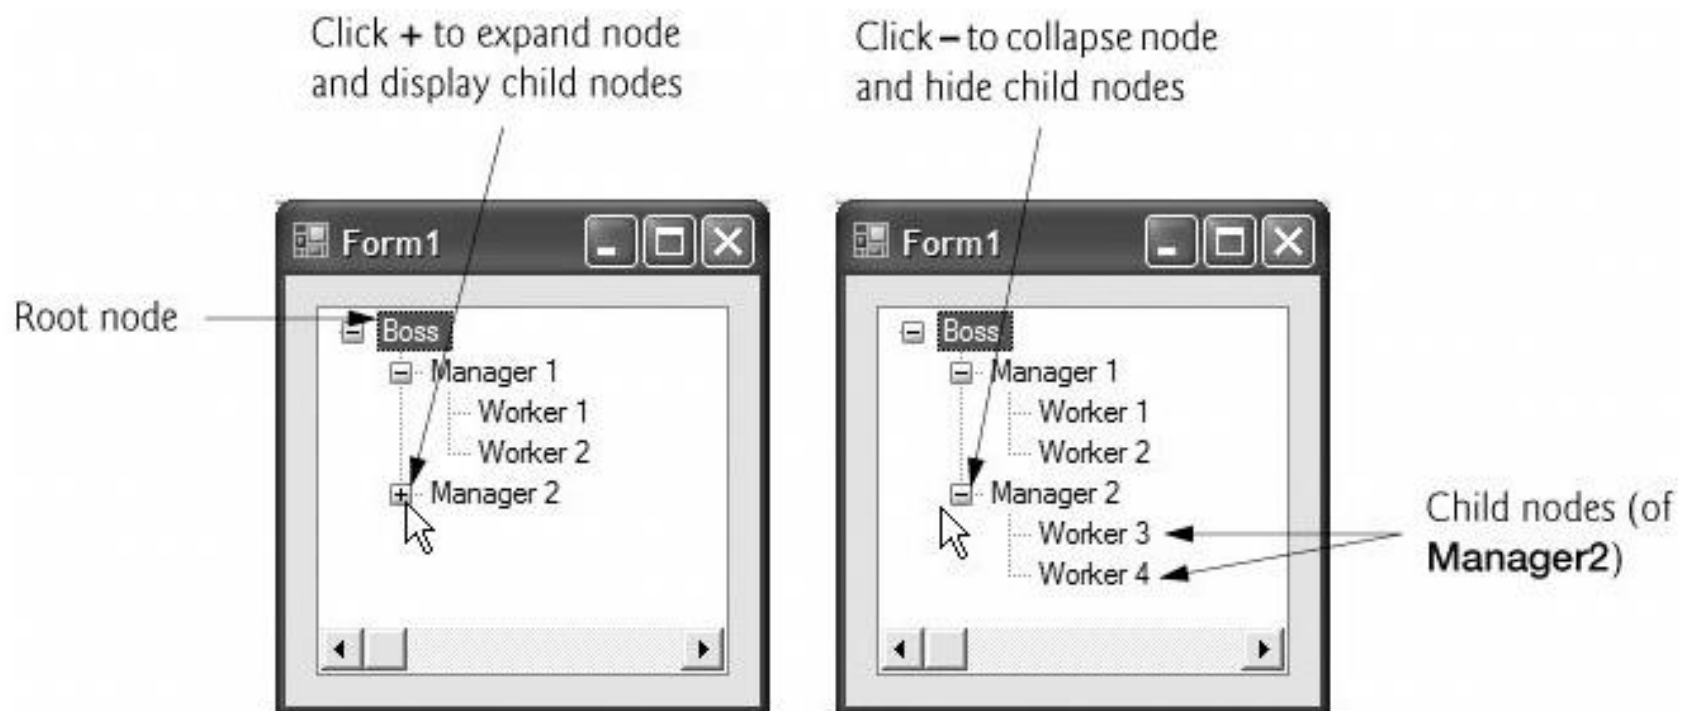 Click + to expand node
and display child nodes
Click – to collapse node
and hide child nodes
Form1
Root node
Boss
Manager 1
Worker 1
Worker 2
Manager 2
Form1
Boss
Manager 1
Worker 1
Worker 2
Manager 2
Worker 3
Worker 4
Child nodes (of
Manager2)